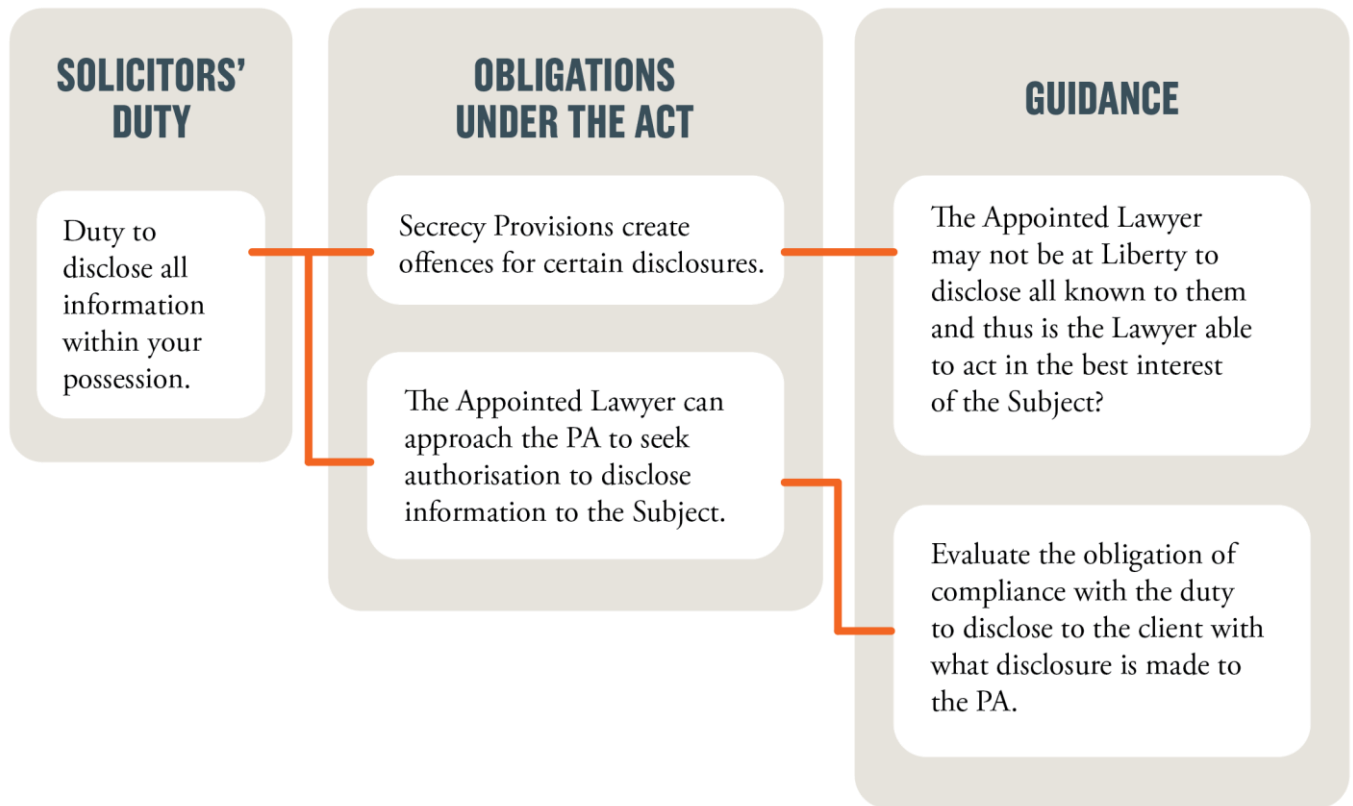 SOLICITORS’
DUTY
Duty to
disclose all
information
within your
possession.
OBLIGATIONS
UNDER THE ACT
Secrecy Provisions create
offences for certain disclosures.
The Appointed Lawyer can
approach the PA to seek
authorisation to disclose
information to the Subject.
GUIDANCE
The Appointed Lawyer
may not be at Liberty to
disclose all known to them
and thus is the Lawyer able
to act in the best interest
of the Subject?
Evaluate the obligation of
compliance with the duty
to disclose to the client with
what disclosure is made to
the PA.